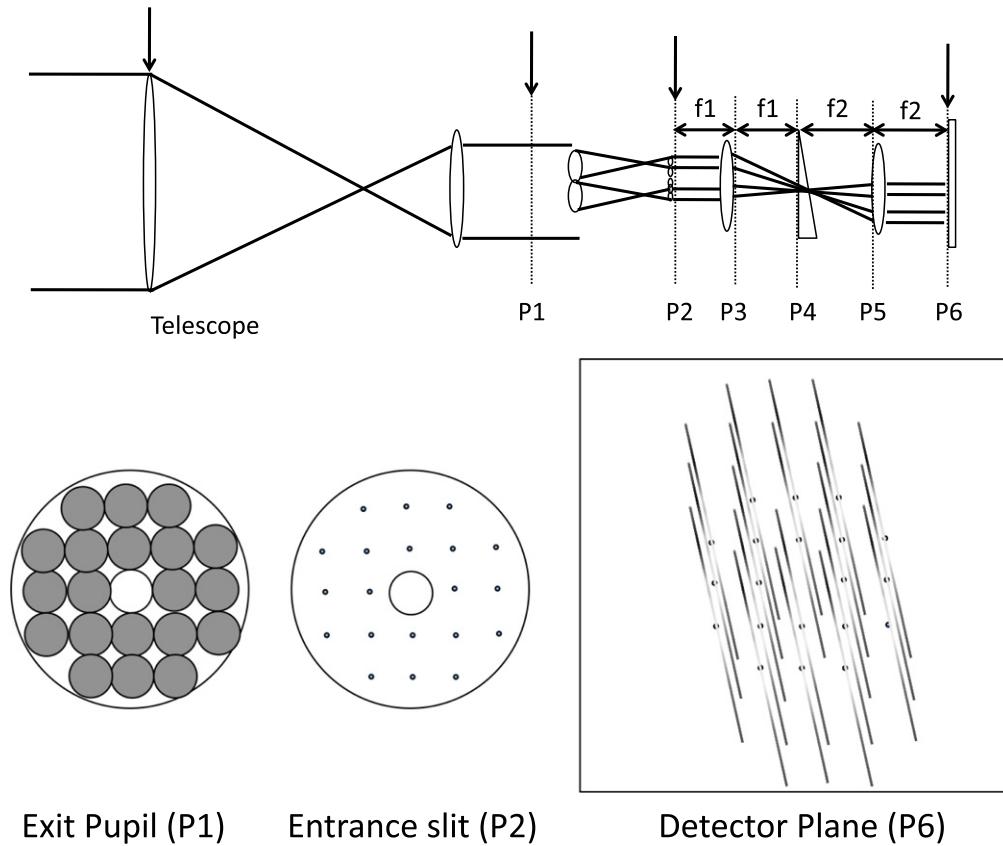 f1 f1 f2 f2
P1 P2 P3 P4 P5 P6
Telescope
Exit Pupil (P1) Entrance slit (P2) Detector Plane (P6)